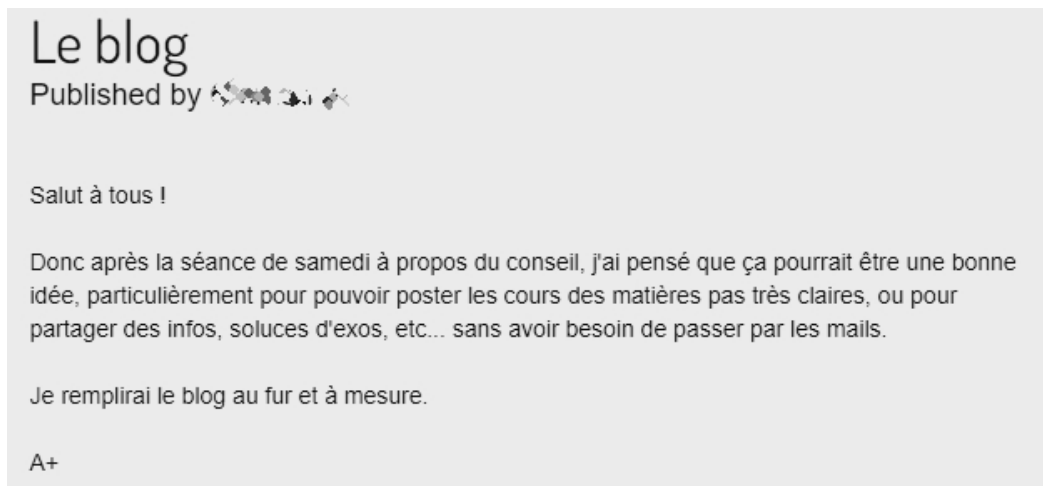 Le blog
Published by
Salut à tous !
Donc après la séance de samedi à propos du conseil, j'ai pensé que ça pourrait être une bonne
idée, particulièrement pour pouvoir poster les cours des matières pas très claires, ou pour
partager des infos, soluces d'exos, etc... sans avoir besoin de passer par les mails.
Je remplirai le blog au fur et à mesure.
A+